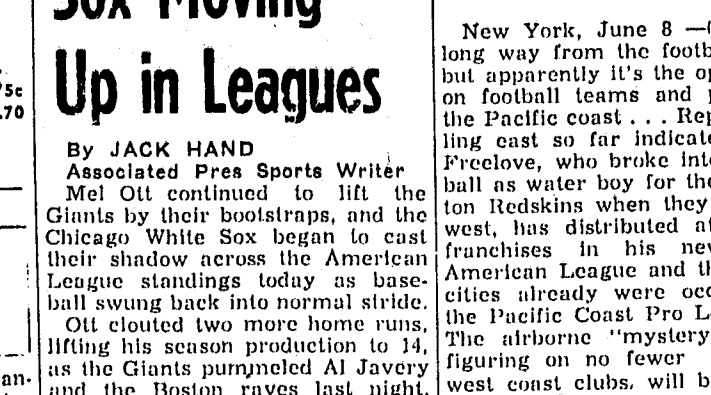 Sox Moving
Up in Leagues
By JACK HAND
Associated Pres Sports Writer
Mel Ott continued to lift the
Giants by their bootstraps, and the
Chicago White Sox began to cast
their shadow across the American
League standings today as base-
ball swung back into normal stride.
Ott clouted two more home runs,
lifting his season production to 14,
as the Giants pummeled Al Javery
and the Boston raves last night,
5c
.70
an-
New York, June 8 —
long way from the footb
but apparently it's the op
on football teams and
the Pacific coast . . . Rep
ling east so far indicate
Freelove, who broke into
ball as water boy for the
ton Redskins when they
west, has distributed
franchises in his new
American League and
cities already were occ
the Pacific Coast Pro L
The airborne "mystery
figuring on no fewer
west coast clubs, will b